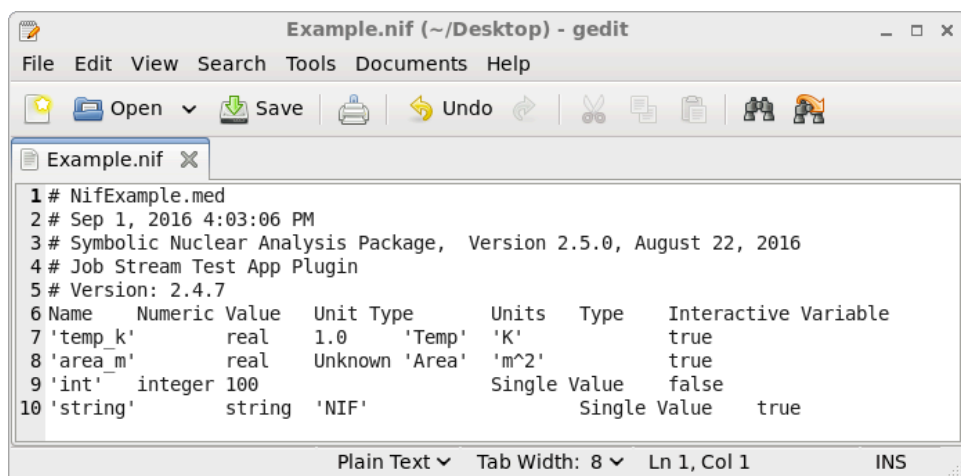 Example.nif (~/Desktop) - gedit
File Edit View Search Tools Documents Help
Open Save Undo
Example.nif
1 # NifExample.med
2 # Sep 1, 2016 4:03:06 PM
3 # Symbolic Nuclear Analysis Package,  Version 2.5.0, August 22, 2016
4 # Job Stream Test App Plugin
5 # Version: 2.4.7
6 Name    Numeric Value   Unit Type       Units   Type    Interactive Variable
7 'temp_k'        real    1.0     'Temp'  'K'             true
8 'area_m'        real    Unknown 'Area'  'm^2'           true
9 'int'   integer 100                     Single Value    false
10 'string'        string  'NIF'                   Single Value    true
Plain Text Tab Width: 8 Ln 1, Col 1 INS